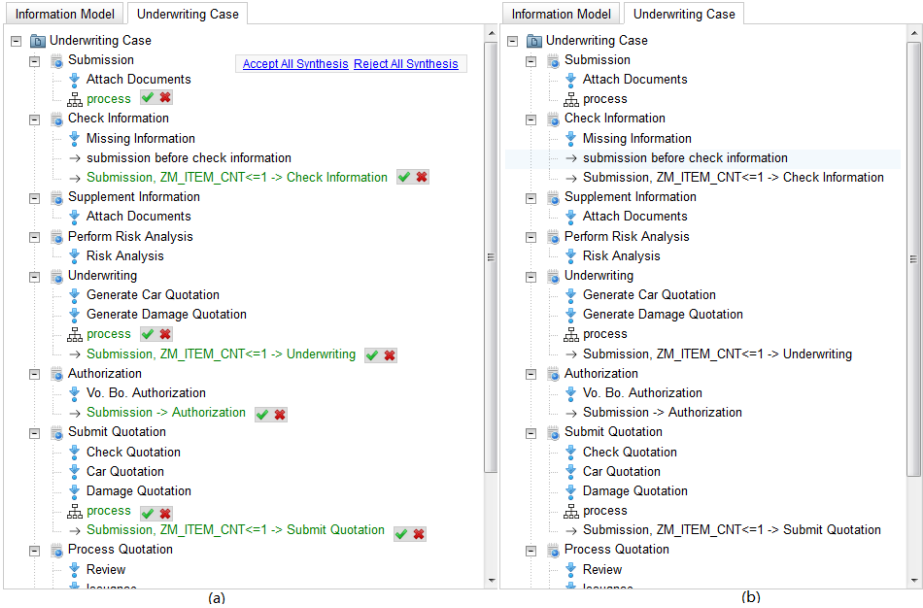 Information Model Underwriting Case
Underwriting Case
Submission
Accept All Synthesis Reject All Synthesis
Attach Documents
process
Check Information
Missing Information
submission before check information
Submission, ZM_ITEM_CNT<=1 -> Check Information
Supplement Information
Attach Documents
Perform Risk Analysis
Risk Analysis
Underwriting
Generate Car Quotation
Generate Damage Quotation
process
Submission, ZM_ITEM_CNT<=1 -> Underwriting
Authorization
Vo. Bo. Authorization
Submission -> Authorization
Submit Quotation
Check Quotation
Car Quotation
Damage Quotation
process
Submission, ZM_ITEM_CNT<=1 -> Submit Quotation
Process Quotation
Review
(a)
Information Model Underwriting Case
Underwriting Case
Submission
Attach Documents
process
Check Information
Missing Information
submission before check information
Submission, ZM_ITEM_CNT<=1 -> Check Information
Supplement Information
Attach Documents
Perform Risk Analysis
Risk Analysis
Underwriting
Generate Car Quotation
Generate Damage Quotation
process
Submission, ZM_ITEM_CNT<=1 -> Underwriting
Authorization
Vo. Bo. Authorization
Submission -> Authorization
Submit Quotation
Check Quotation
Car Quotation
Damage Quotation
process
Submission, ZM_ITEM_CNT<=1 -> Submit Quotation
Process Quotation
Review
(b)